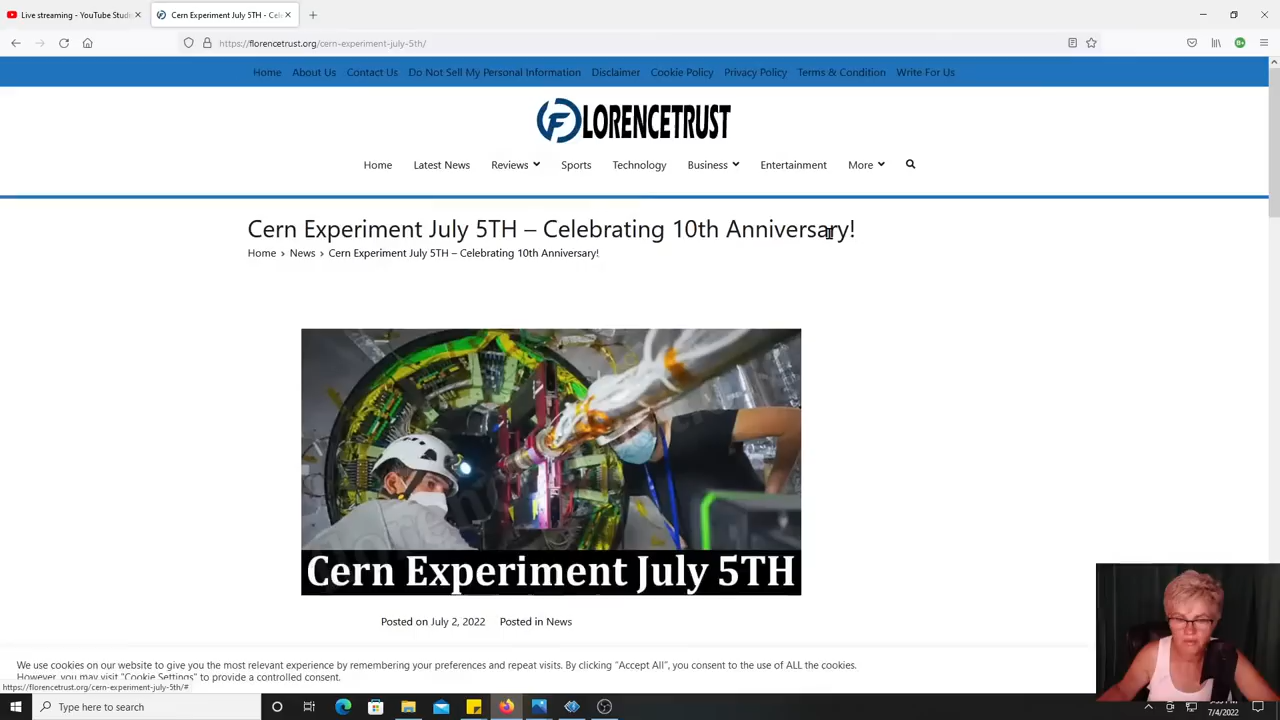 Live streaming - YouTube Stud
Cern Experiment July 5TH - Cel
https://florencetrust.org/cern-experiment-july-5th/
Home About Us Contact Us Do Not Sell My Personal Information Disclaimer Cookie Policy Privacy Policy Terms & Condition Write For Us
FLORENCETRUST
Home Latest News Reviews Sports Technology Business Entertainment More
Cern Experiment July 5TH – Celebrating 10th Anniversary!
Home > News > Cern Experiment July 5TH – Celebrating 10th Anniversary!
Cern Experiment July 5TH
Posted on July 2, 2022 Posted in News
We use cookies on our website to give you the most relevant experience by remembering your preferences and repeat visits. By clicking "Accept All", you consent to the use of ALL the cookies.
However, you may visit "Cookie Settings" to provide a controlled consent.
https://florencetrust.org/cern-experiment-july-5th/#
Type here to search
7/4/2022